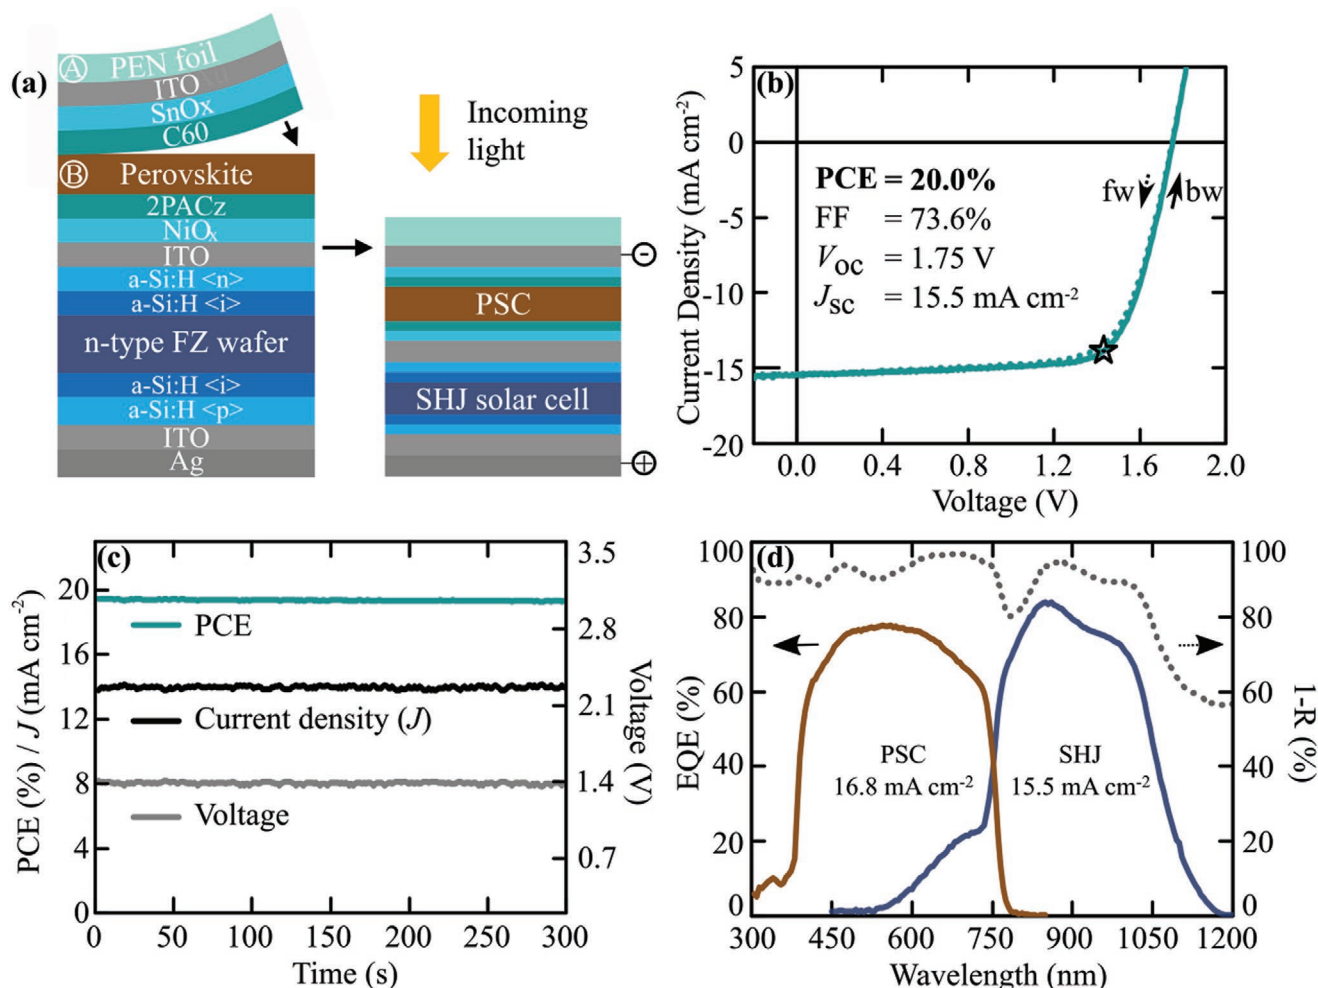 (a)
A PEN foil
ITO
SnOx
C60
B Perovskite
2PACz
NiOx
ITO
a-Si:H <n>
a-Si:H <i>
n-type FZ wafer
a-Si:H <i>
a-Si:H <p>
ITO
Ag
Incoming
light
-
PSC
SHJ solar cell
+
(b)
Current Density (mA cm-2)
5
0
-5
-10
-15
-20
PCE = 20.0%
FF = 73.6%
Voc = 1.75 V
Jsc = 15.5 mA cm-2
fw bw
0.0 0.4 0.8 1.2 1.6 2.0
Voltage (V)
(c)
PCE (%) / J (mA cm-2)
20
16
12
8
4
0
PCE
Current density (J)
Voltage
3.5
2.8
2.1
1.4
0.7
Voltage (V)
0 50 100 150 200 250 300
Time (s)
(d)
EQE (%)
100
80
60
40
20
0
PSC
16.8 mA cm-2
SHJ
15.5 mA cm-2
100
80
60
40
20
0
1-R (%)
300 450 600 750 900 1050 1200
Wavelength (nm)